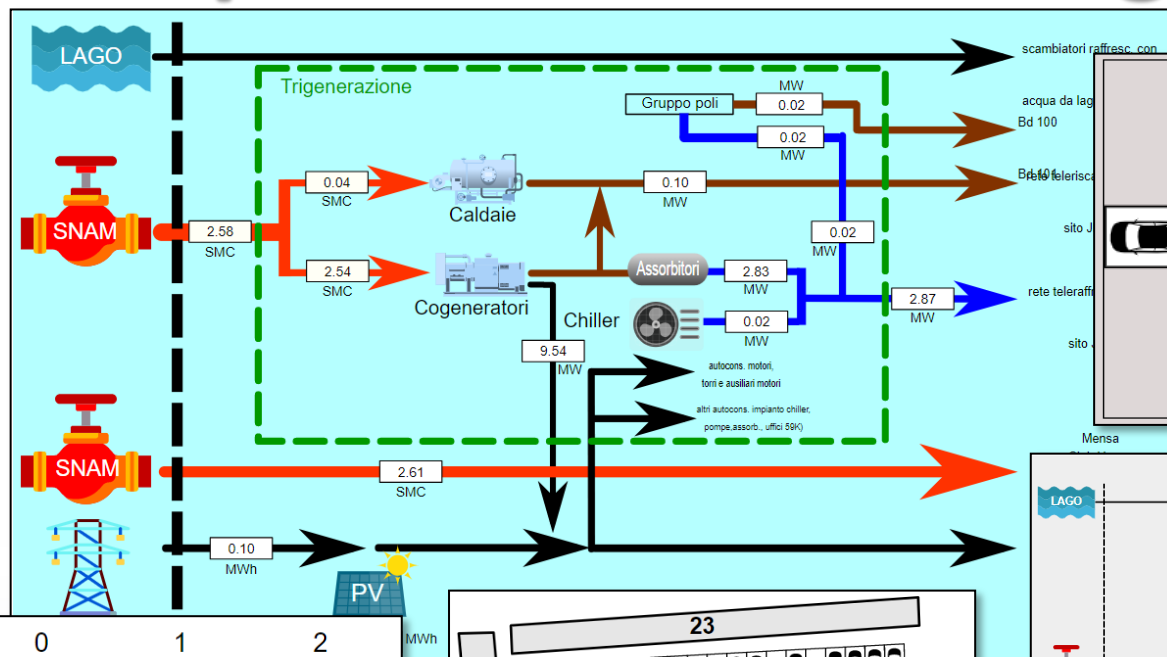 LAGO
scambiatori raffresc. con
acqua da lag
Trigenerazione
MW
Gruppo poli
0.02
0.02
MW
Bd 100
0.04
SMC
Caldaie
0.10
MW
SNAM
2.58
SMC
sito J
0.02
MW
2.54
SMC
Cogeneratori
Assorbitori
2.83
MW
rete teleraffr
2.87
MW
Chiller
0.02
MW
sito J
9.54
MW
autocons. motori,
torri e ausiliari motori
altri autocons. impianto chiller,
pompe,assorb., uffici 59K)
SNAM
2.61
SMC
Mensa
LAGO
0.10
MWh
PV
MWh
0 1 2
23